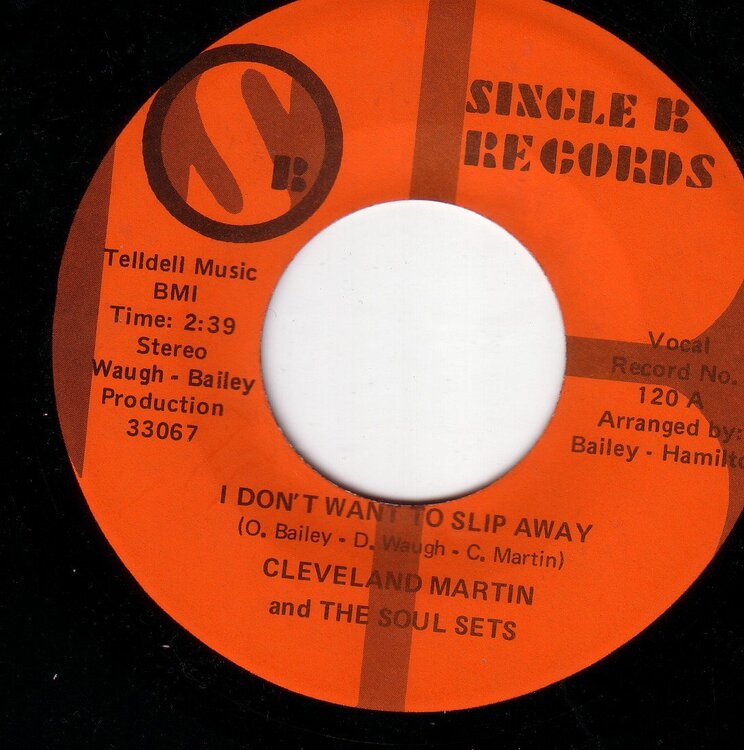 S B
SINGLE B
RECORDS
Telldell Music
BMI
Time: 2:39
Stereo
Waugh - Bailey
Production
33067
Vocal
Record No.
120 A
Arranged by:
Bailey -
I DON'T WANT TO SLIP AWAY
(O. Bailey - D. Waugh - C. Martin)
CLEVELAND MARTIN
and THE SOUL SETS